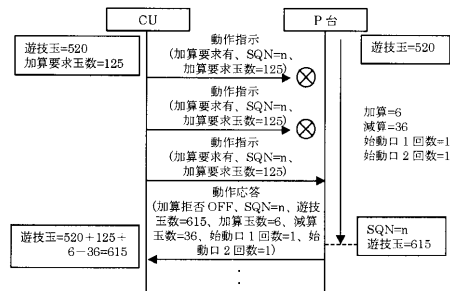 CU
P台
遊技玉=520
加算要求玉数=125
動作指示
(加算要求有、SQN=n、
加算要求玉数=125)
遊技玉=520
動作指示
(加算要求有、SQN=n、
加算要求玉数=125)
加算=6
減算=36
始動口1回数=1
始動口2回数=1
動作指示
(加算要求有、SQN=n、
加算要求玉数=125)
動作応答
(加算拒否OFF、SQN=n、遊技
玉数=615、加算玉数=6、減算
玉数=36、始動口1回数=1、始
動口2回数=1)
遊技玉=520+125+
6-36=615
SQN=n
遊技玉=615